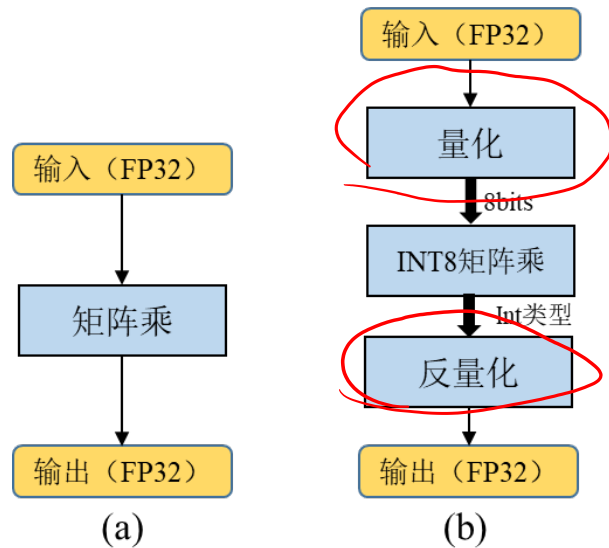 输入（FP32）
矩阵乘
输出（FP32）
(a)
输入（FP32）
量化
8bits
INT8矩阵乘
Int类型
反量化
输出（FP32）
(b)